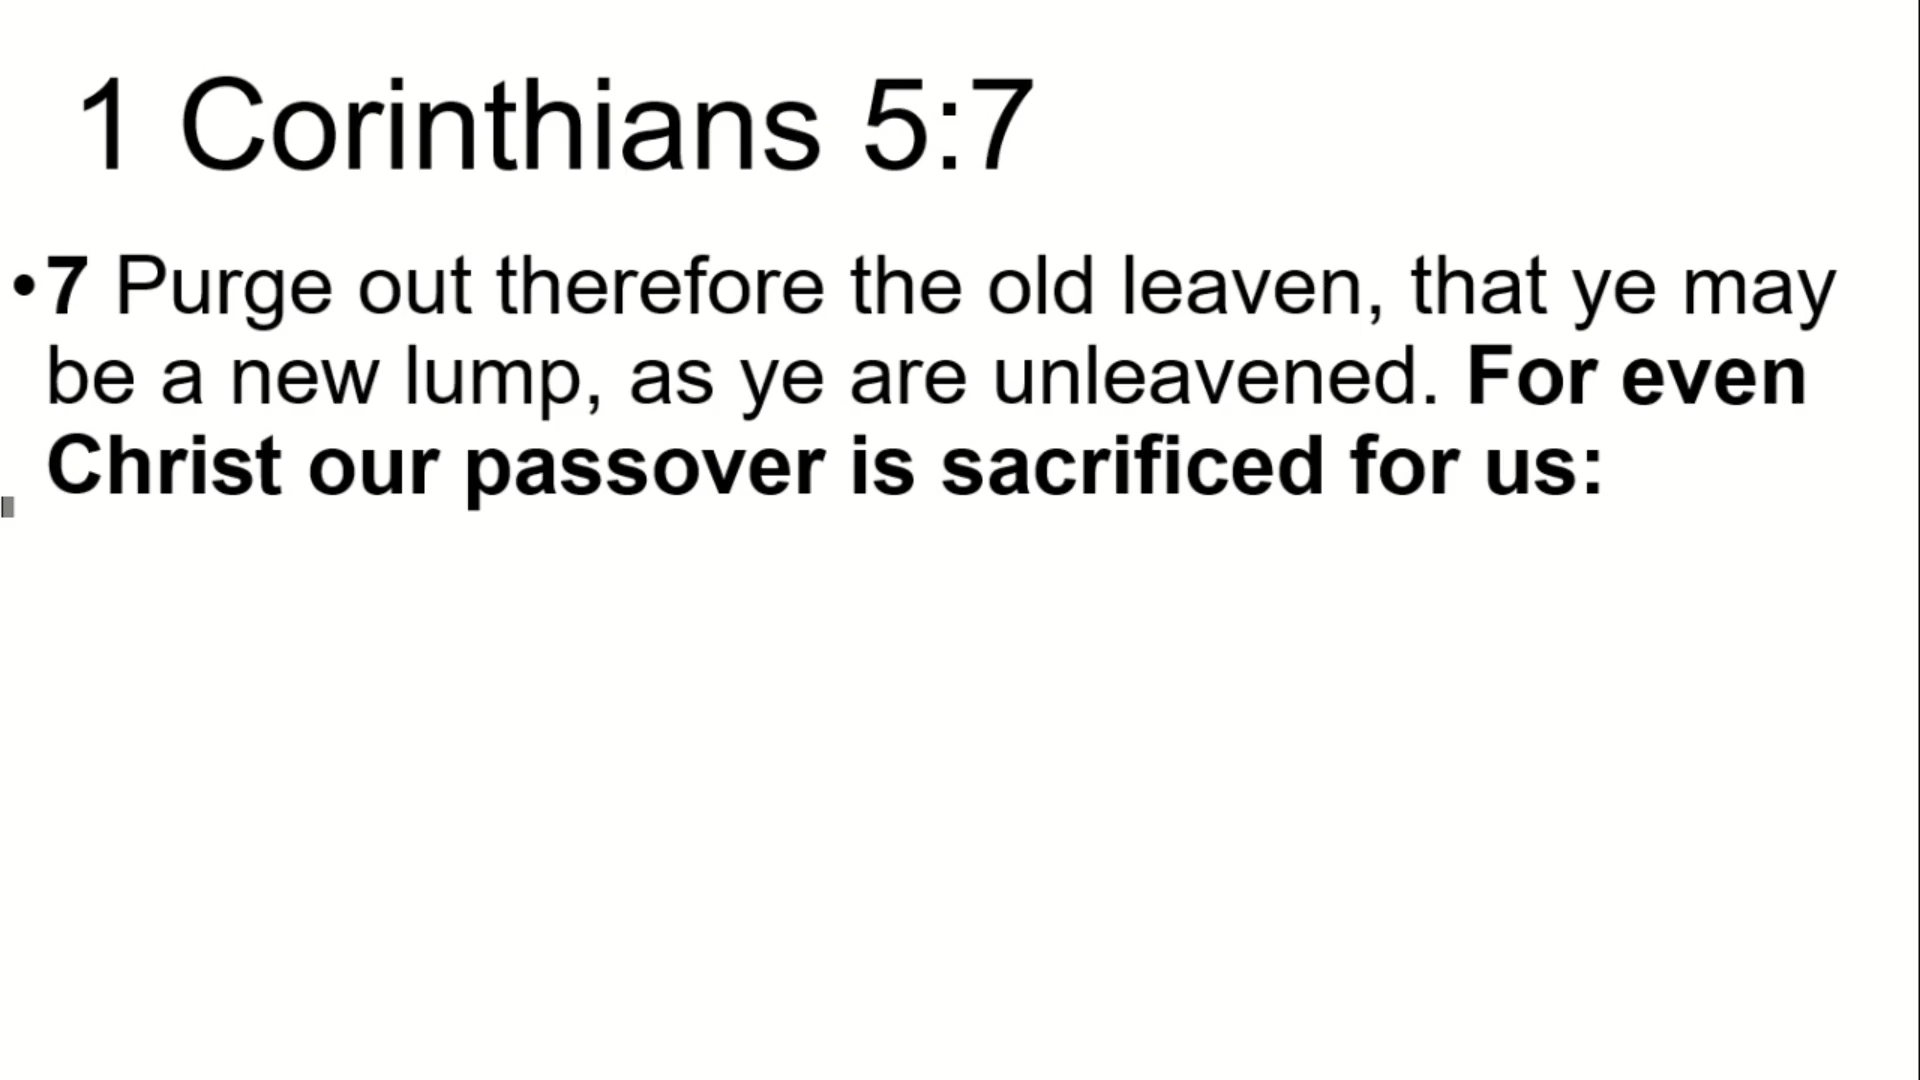 1 Corinthians 5:7
•7 Purge out therefore the old leaven, that ye may
be a new lump, as ye are unleavened. For even
Christ our passover is sacrificed for us: